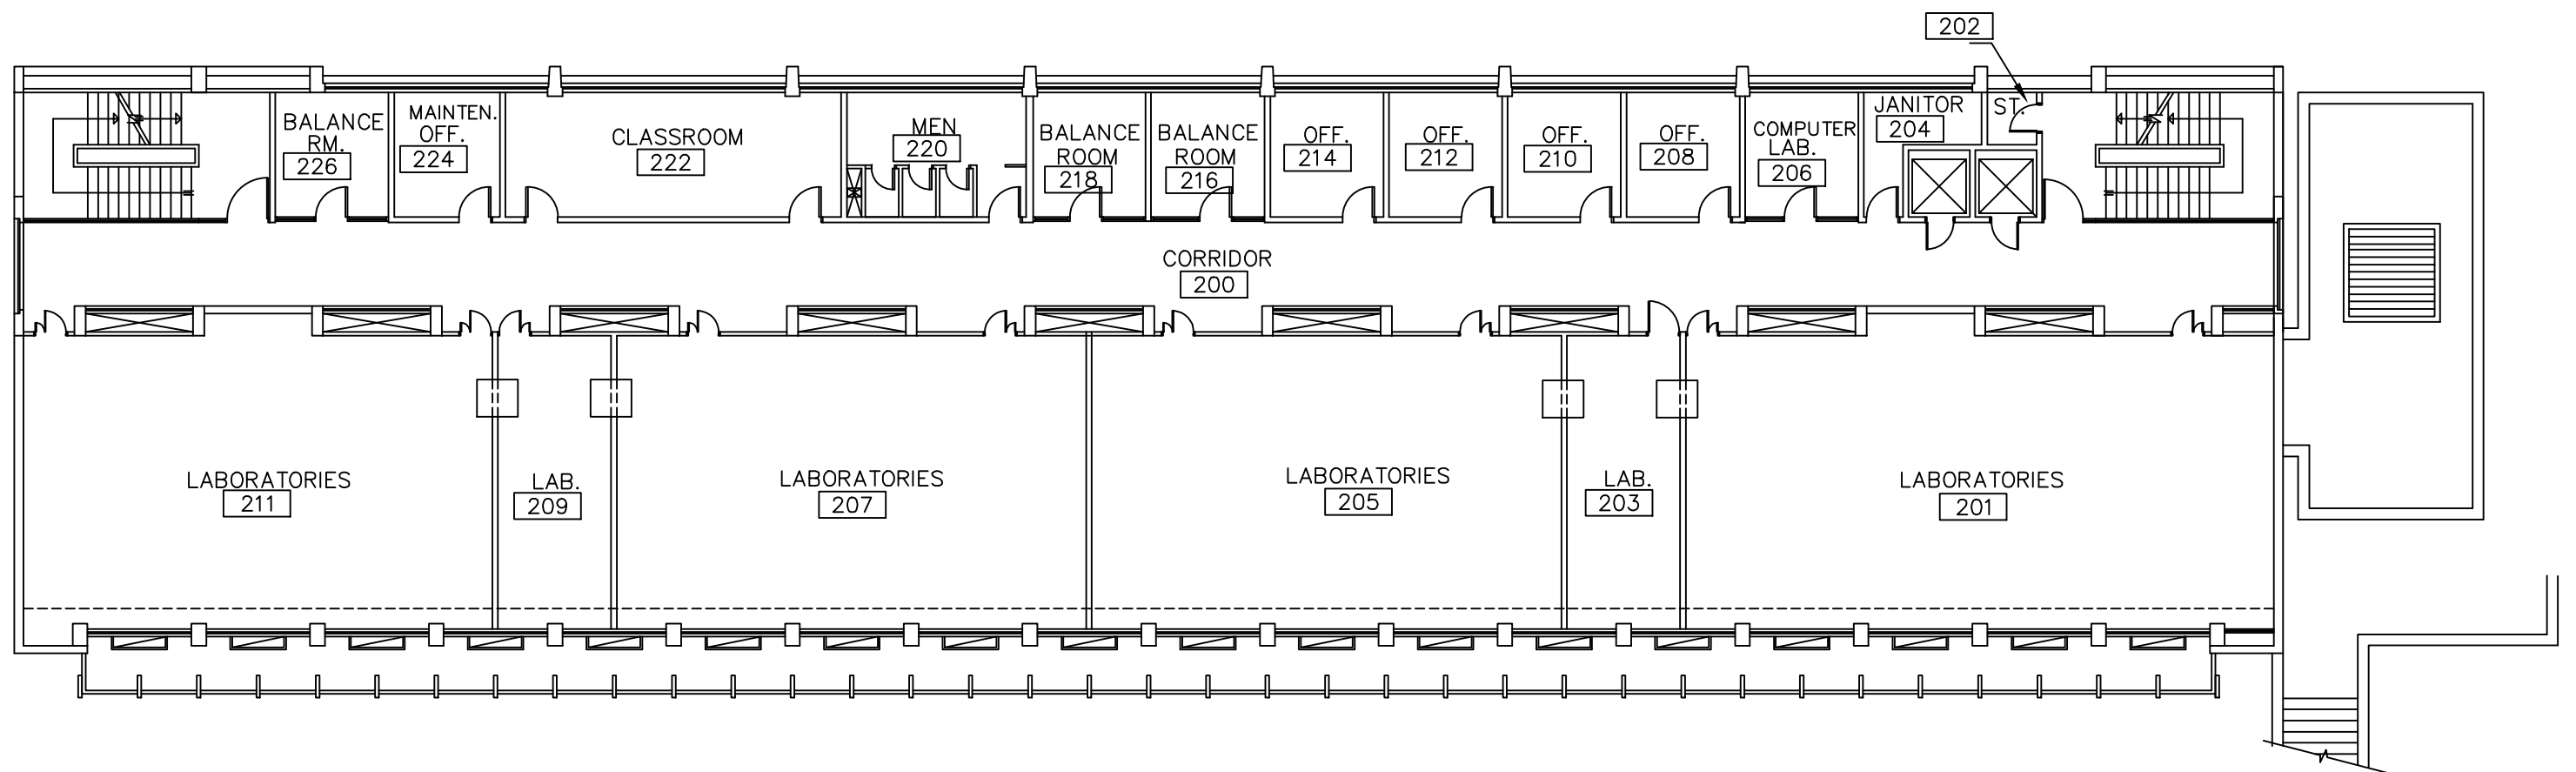 202
BALANCE
RM.
226
MAINTEN.
OFF.
224
CLASSROOM
222
MEN
220
BALANCE
ROOM
218
BALANCE
ROOM
216
OFF.
214
OFF.
212
OFF.
210
OFF.
208
COMPUTER
LAB.
206
JANITOR
204
ST.
CORRIDOR
200
LABORATORIES
211
LAB.
209
LABORATORIES
207
LABORATORIES
205
LAB.
203
LABORATORIES
201